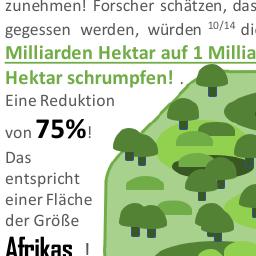 zunehmen! Forscher schätzen, das
gegessen werden, würden 10/14 di
Milliarden Hektar auf 1 Millia
Hektar schrumpfen! .
Eine Reduktion
von 75%!
Das
entspricht
einer Fläche
der Größe
Afrikas !